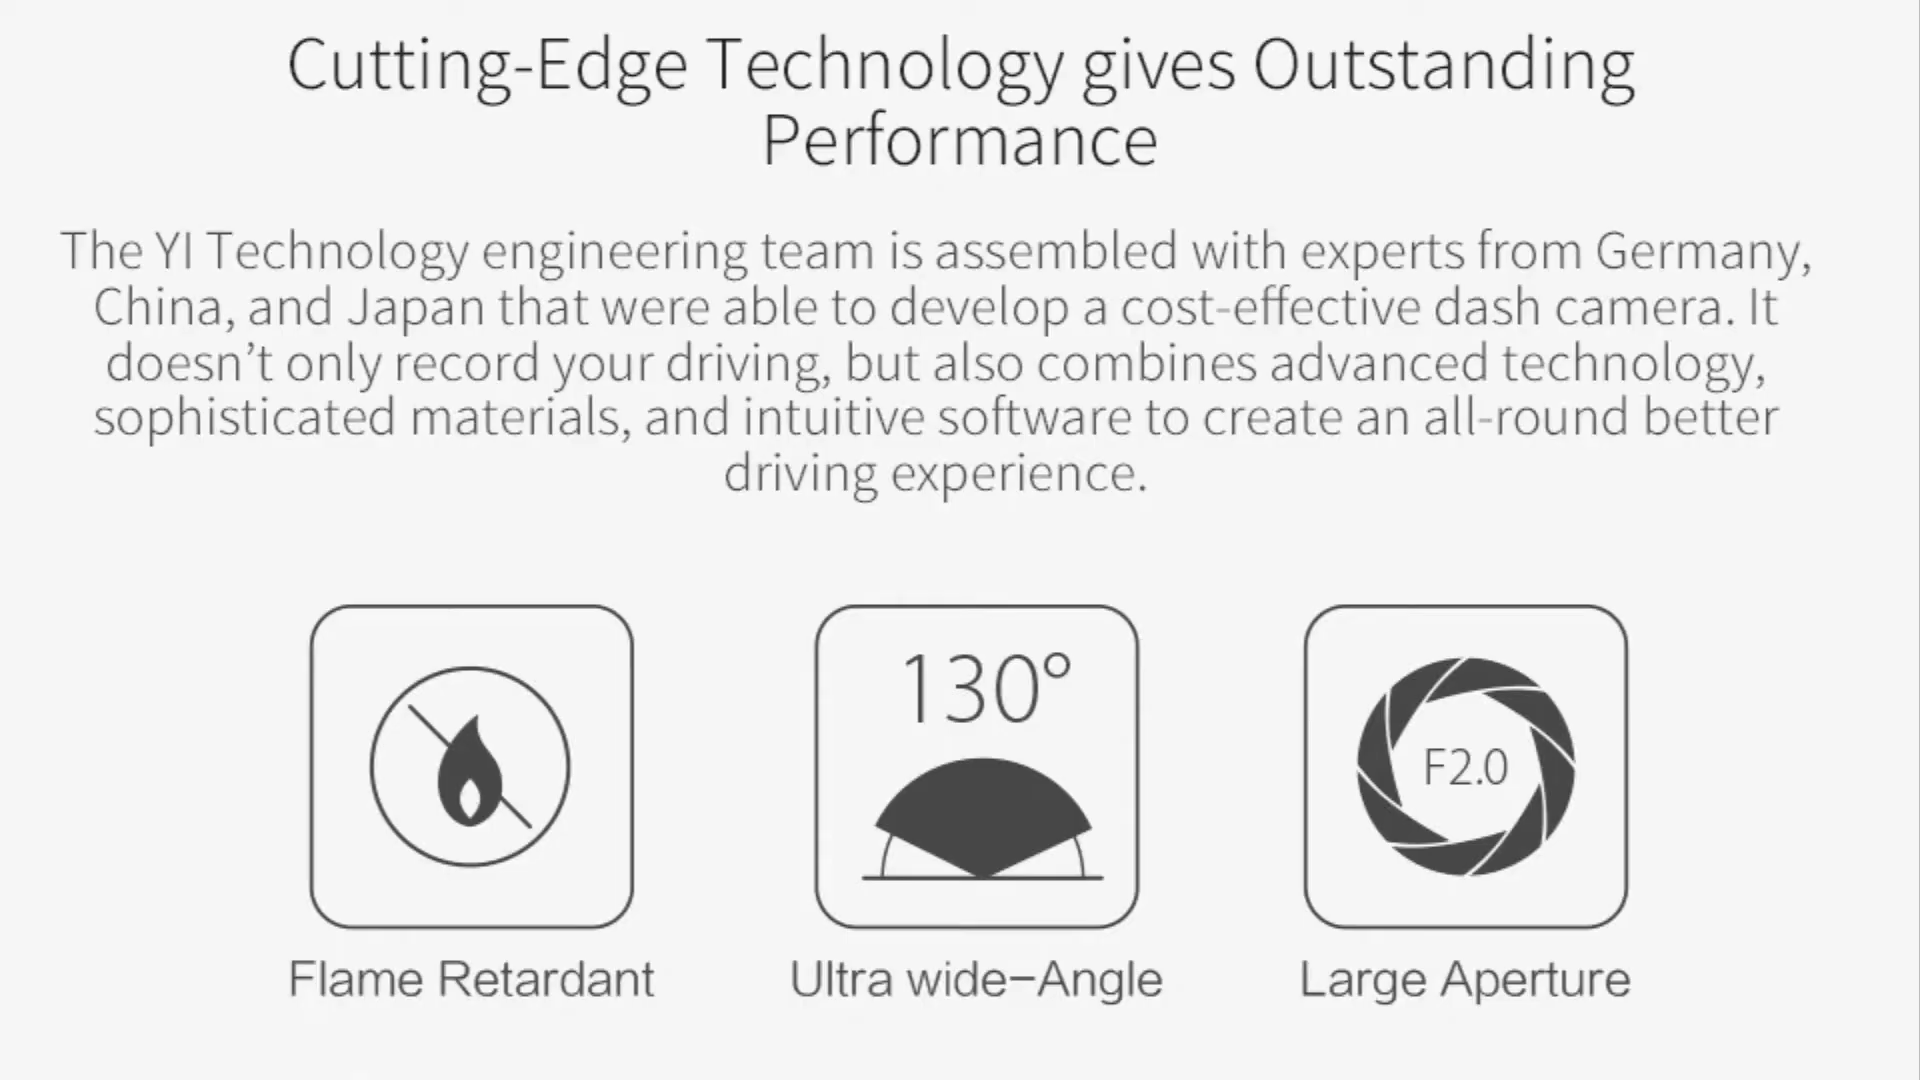 Cutting-Edge Technology gives Outstanding
Performance
The YI Technology engineering team is assembled with experts from Germany,
China, and Japan that were able to develop a cost-effective dash camera. It
doesn’t only record your driving, but also combines advanced technology,
sophisticated materials, and intuitive software to create an all-round better
driving experience.
130°
F2.0
Flame Retardant
Ultra wide–Angle
Large Aperture